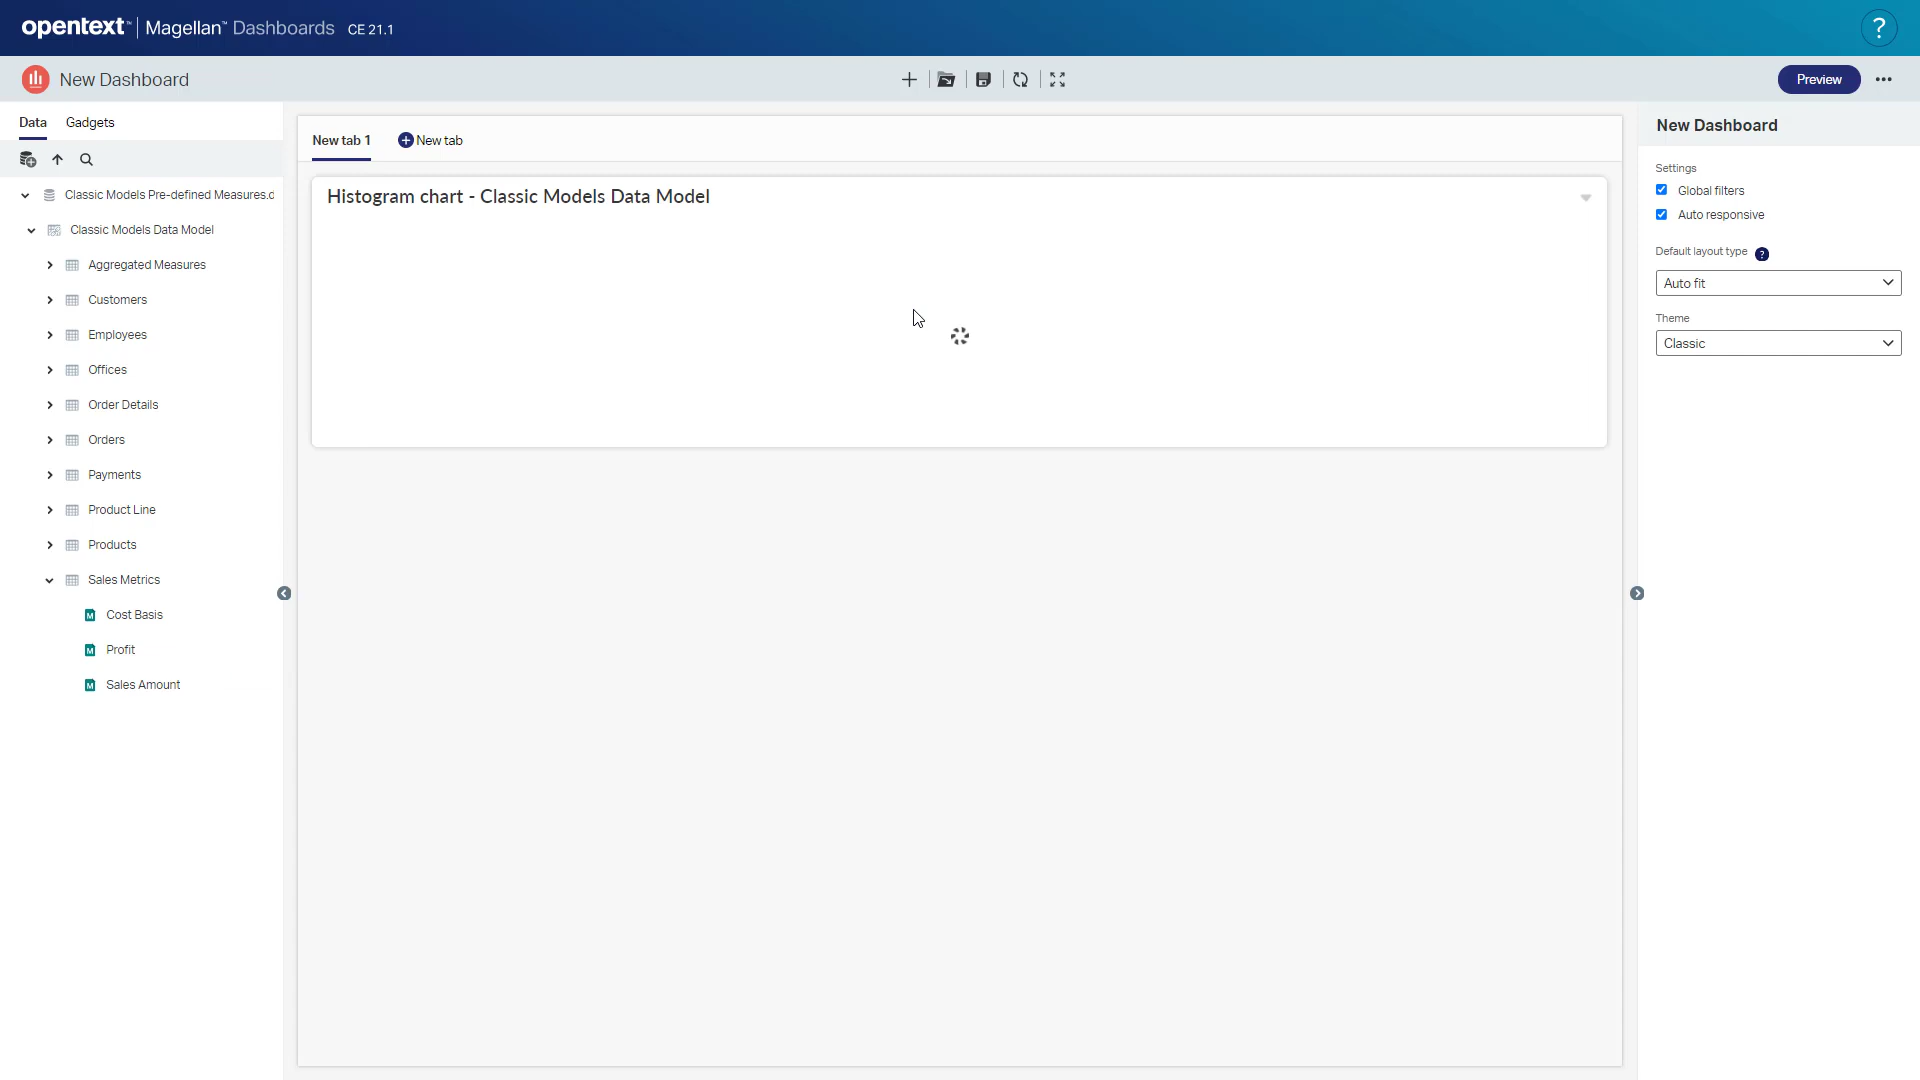 opentext™ | Magellan™ Dashboards CE 21.1
?
New Dashboard
Preview
Data Gadgets
Classic Models Pre-defined Measures.d
Classic Models Data Model
Aggregated Measures
Customers
Employees
Offices
Order Details
Orders
Payments
Product Line
Products
Sales Metrics
M Cost Basis
M Profit
M Sales Amount
New tab 1 New tab
Histogram chart - Classic Models Data Model
New Dashboard
Settings
Global filters
Auto responsive
Default layout type ?
Auto fit
Theme
Classic